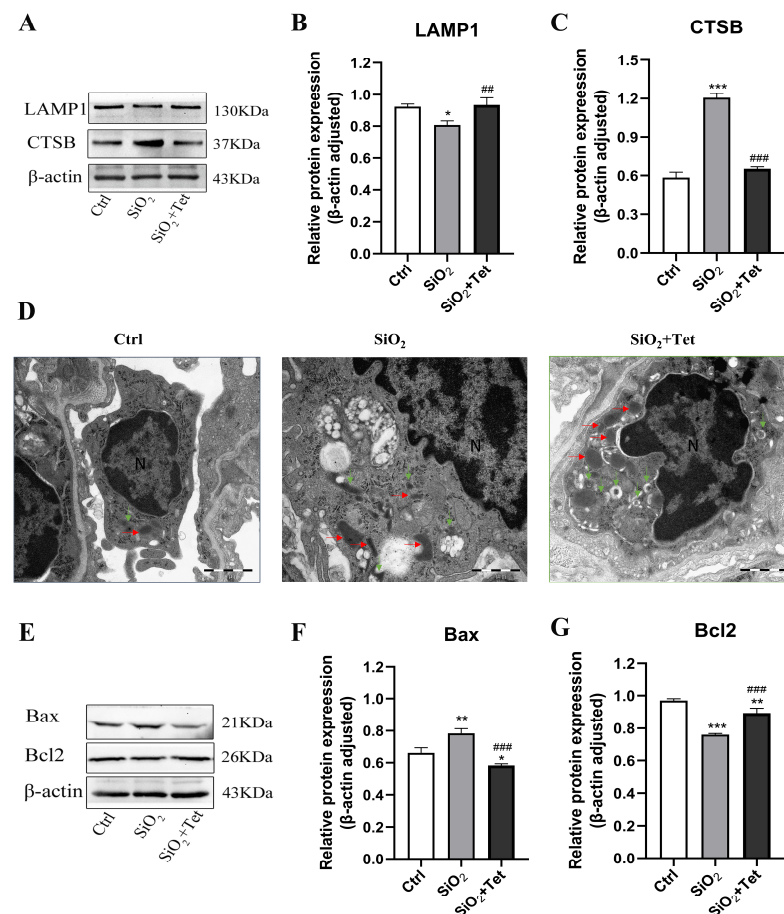 A
LAMP1
130KDa
CTSB
37KDa
β-actin
43KDa
Ctrl
SiO₂
SiO₂+Tet
B
LAMP1
Relative protein expreession
(β-actin adjusted)
1.2
1.0
0.8
0.6
0.4
0.2
0.0
*
##
Ctrl
SiO₂
SiO₂+Tet
C
CTSB
Relative protein expreession
(β-actin adjusted)
1.5
1.2
0.9
0.6
0.3
0.0
***
###
Ctrl
SiO₂
SiO₂+Tet
D
Ctrl
SiO₂
SiO₂+Tet
N
N
N
E
Bax
21KDa
Bcl2
26KDa
β-actin
43KDa
Ctrl
SiO₂
SiO₂+Tet
F
Bax
Relative protein expreession
(β-actin adjusted)
1.2
1.0
0.8
0.6
0.4
0.2
0.0
**
###
*
Ctrl
SiO₂
SiO₂+Tet
G
Bcl2
Relative protein expreession
(β-actin adjusted)
1.2
1.0
0.8
0.6
0.4
0.2
0.0
***
###
**
Ctrl
SiO₂
SiO₂+Tet